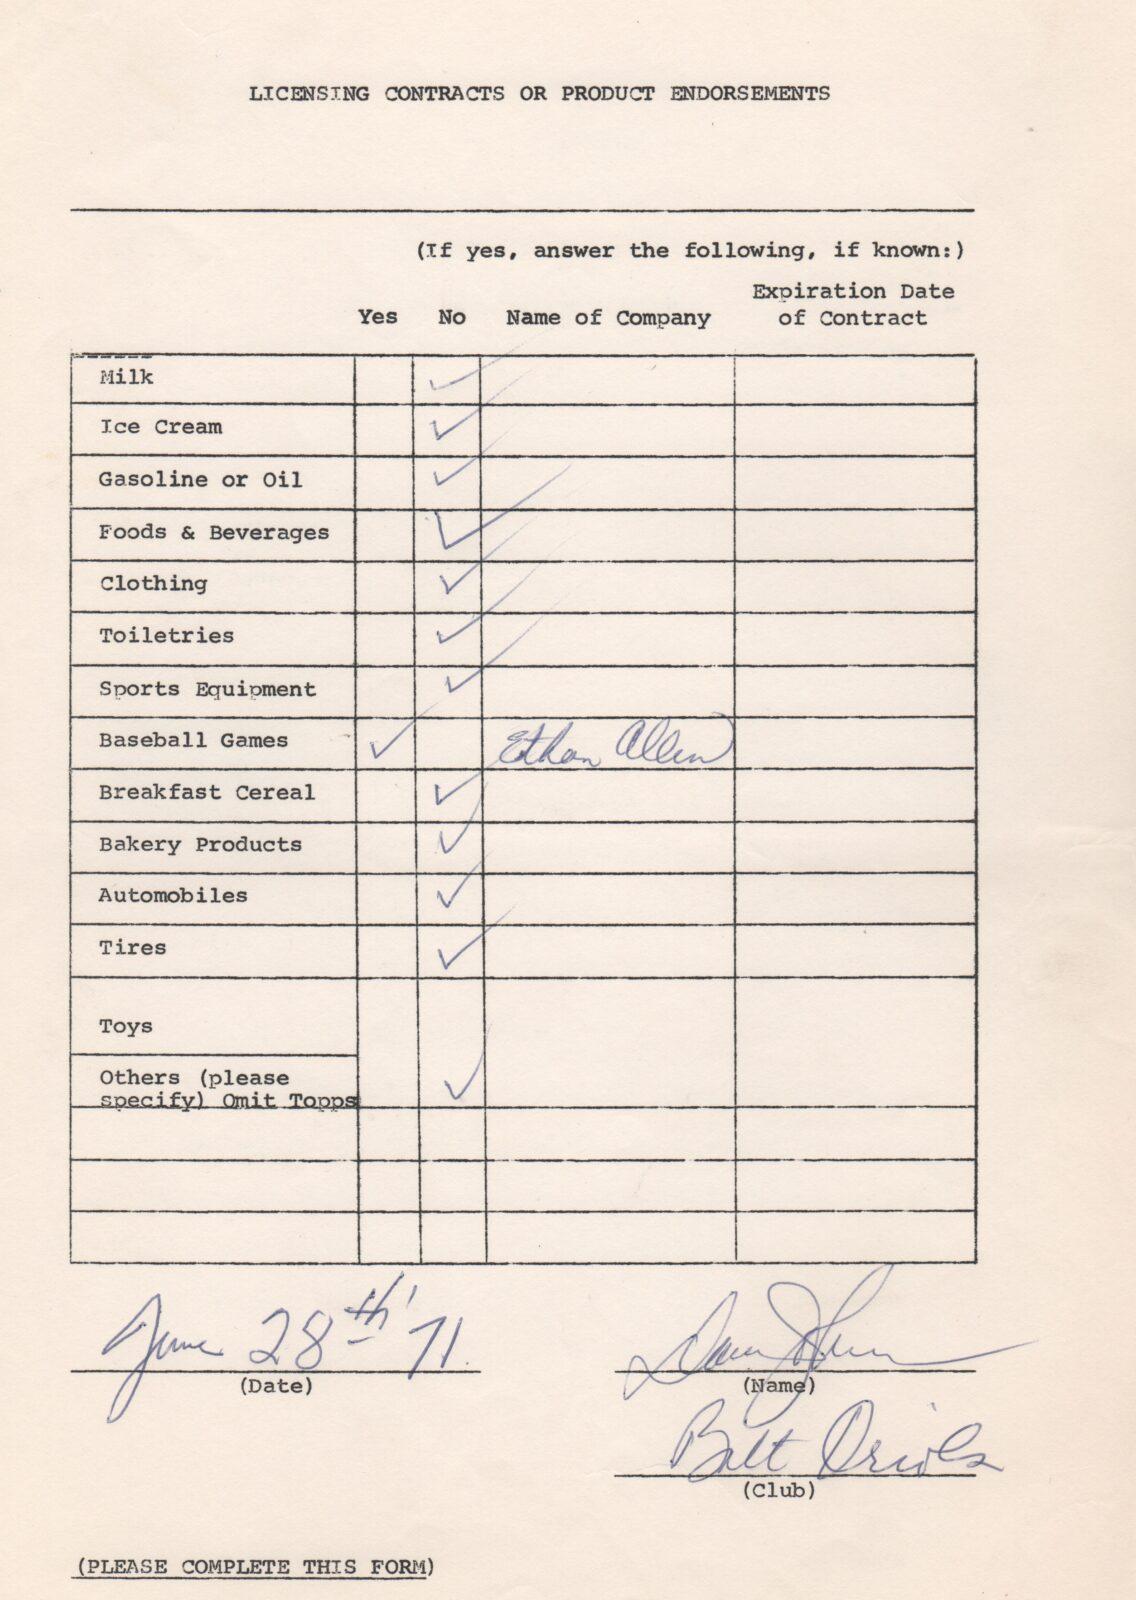 LICENSING CONTRACTS OR PRODUCT ENDORSEMENTS
(If yes, answer the following, if known:)
Yes No Name of Company Expiration Date of Contract
Milk ✓
Ice Cream ✓
Gasoline or Oil ✓
Foods & Beverages ✓
Clothing ✓
Toiletries ✓
Sports Equipment ✓
Baseball Games ✓ Ethan Allen
Breakfast Cereal ✓
Bakery Products ✓
Automobiles ✓
Tires ✓
Toys
Others (please
specify) Omit Topps ✓
June 28th '71
(Date)
Dave Johnson
(Name)
Balt Oriols
(Club)
(PLEASE COMPLETE THIS FORM)